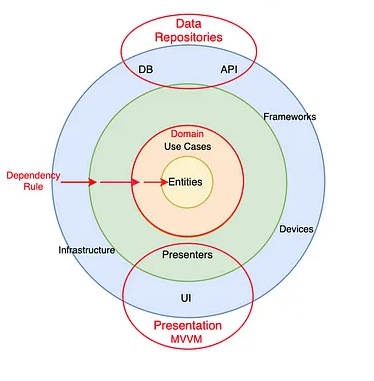 Data
Repositories
DB
API
Frameworks
Domain
Use Cases
Dependency
Rule
Entities
Devices
Infrastructure
Presenters
UI
Presentation
MVVM